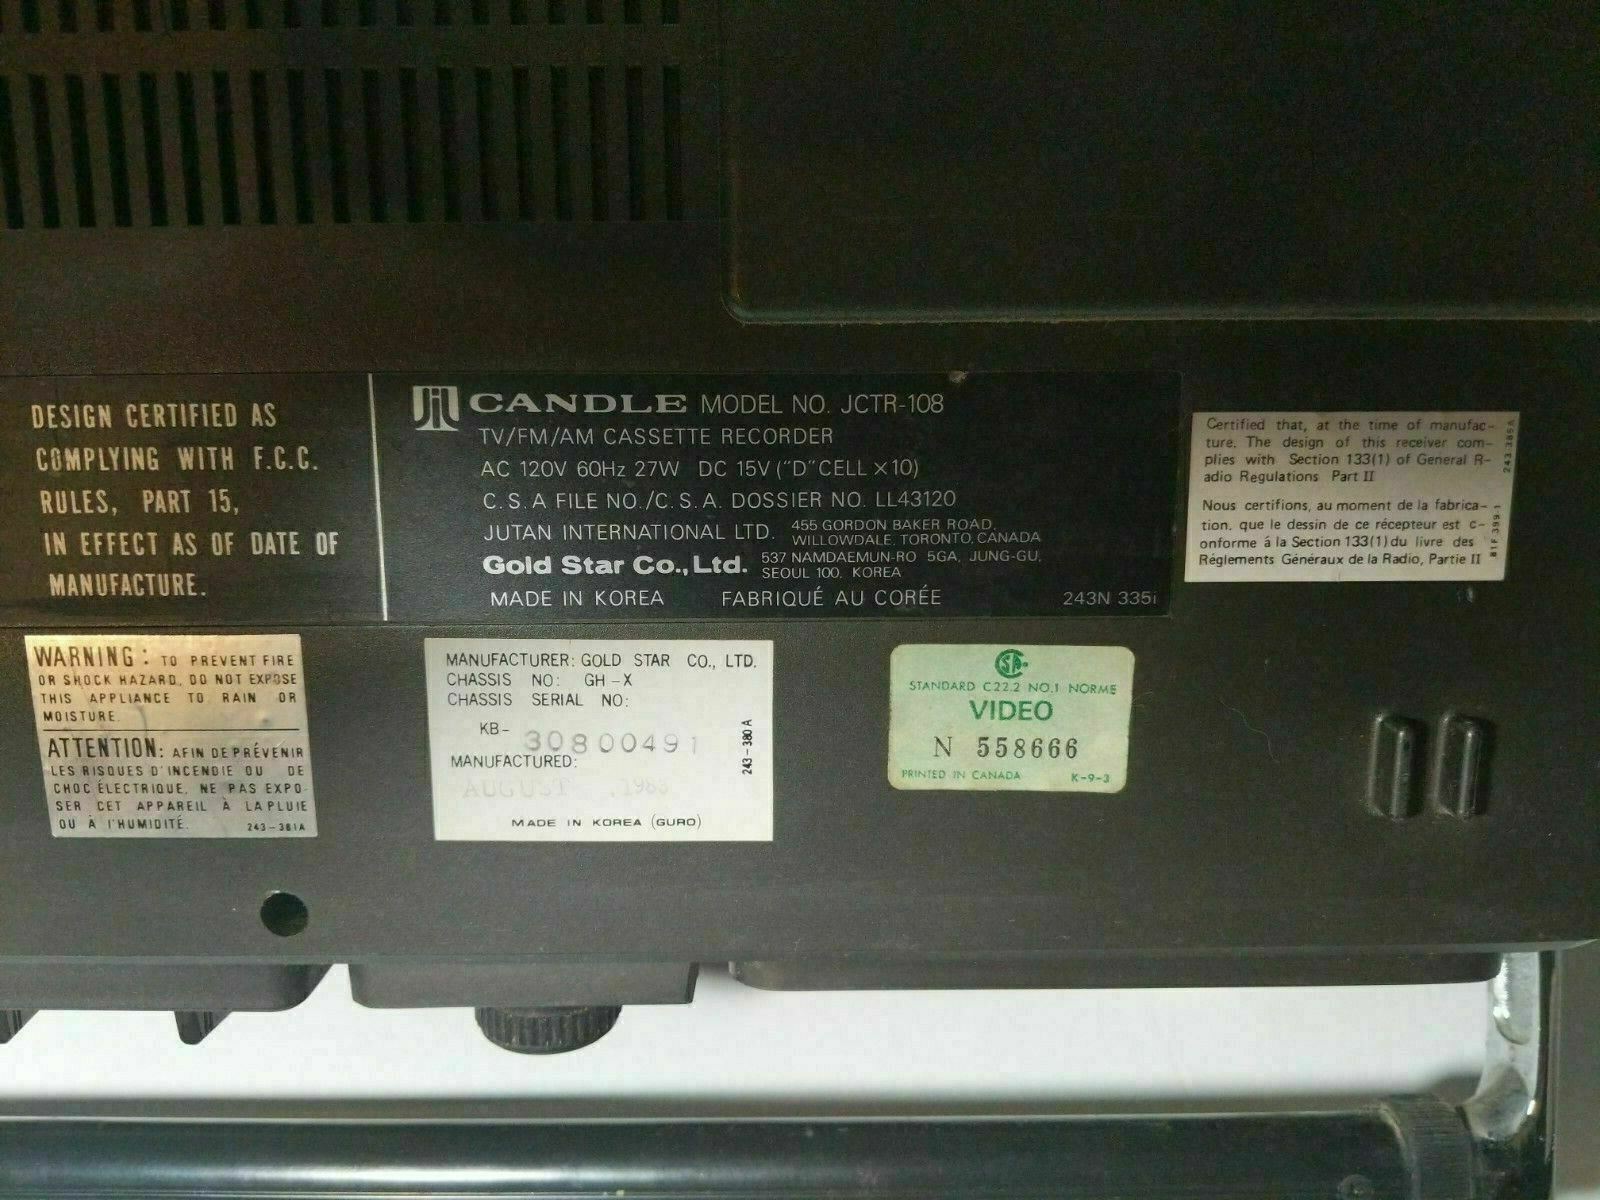 DESIGN CERTIFIED AS
COMPLYING WITH F.C.C.
RULES, PART 15,
IN EFFECT AS OF DATE OF
MANUFACTURE.
CANDLE MODEL NO. JCTR-108
TV/FM/AM CASSETTE RECORDER
AC 120V 60Hz 27W DC 15V ("D"CELL×10)
C.S.A FILE NO./C.S.A. DOSSIER NO. LL43120
JUTAN INTERNATIONAL LTD. 455 GORDON BAKER ROAD,
WILLOWDALE, TORONTO, CANADA
Gold Star Co., Ltd. 537 NAMDAEMUN-RO 5GA, JUNG-GU,
SEOUL 100, KOREA
MADE IN KOREA FABRIQUÉ AU CORÉE 243N 335i
Certified that, at the time of manufac-
ture. The design of this receiver com-
plies with Section 133(1) of General R-
adio Regulations Part II
Nous certifions, au moment de la fabrica-
tion, que le dessin de ce récepteur est c-
onforme á la Section 133(1) du livre des
Réglements Généraux de la Radio, Partie II
243-385A
81F.399-1
WARNING: TO PREVENT FIRE
OR SHOCK HAZARD, DO NOT EXPOSE
THIS APPLIANCE TO RAIN OR
MOISTURE.
ATTENTION: AFIN DE PRÉVENIR
LES RISQUES D'INCENDIE OU DE
CHOC ÉLECTRIQUE, NE PAS EXPO-
SER CET APPAREIL À LA PLUIE
OU À l'HUMIDITÉ. 243-381A
MANUFACTURER: GOLD STAR CO., LTD.
CHASSIS NO: GH-X
CHASSIS SERIAL NO:
KB- 30800491
MANUFACTURED:
AUGUST ,1983
MADE IN KOREA (GURO)
243-380A
STANDARD C22.2 NO.1 NORME
VIDEO
N 558666
PRINTED IN CANADA K-9-3